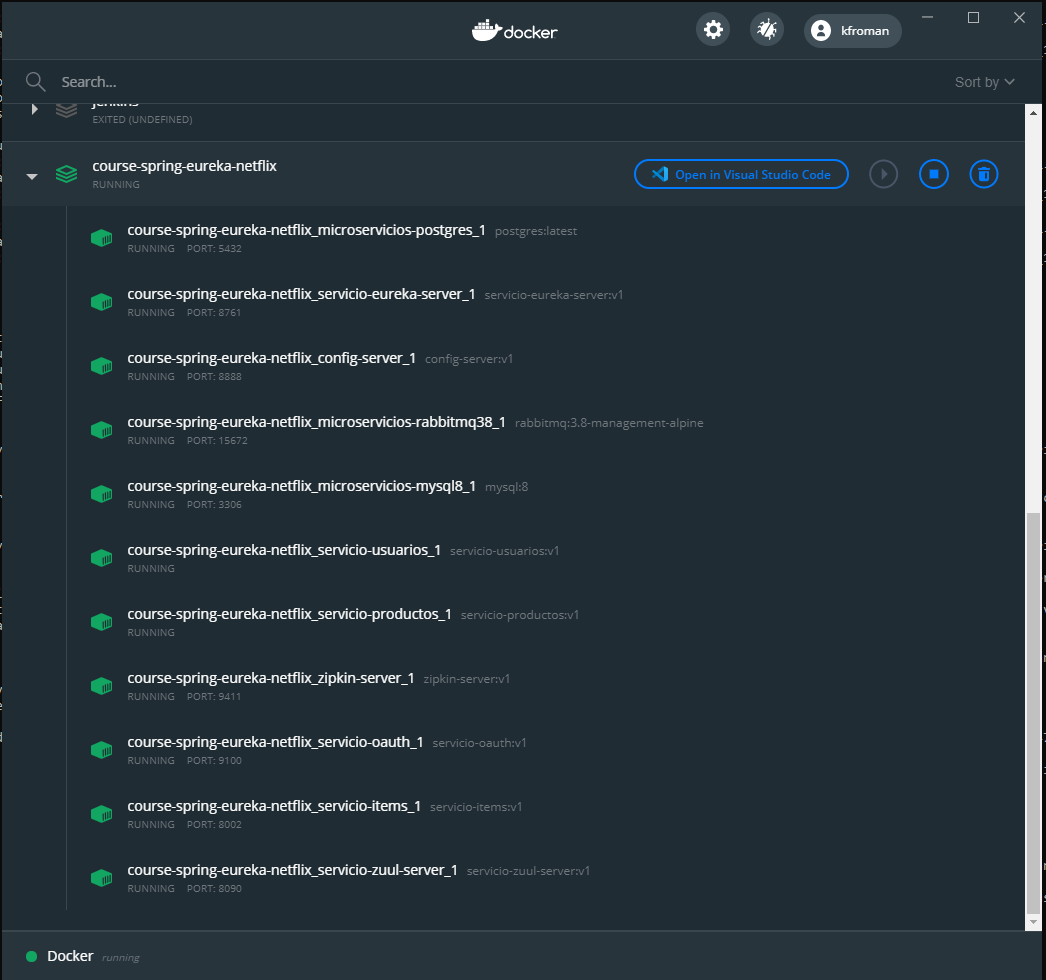 docker
kfroman
Search...
Sort by
jenkins
EXITED (UNDEFINED)
course-spring-eureka-netflix
RUNNING
Open in Visual Studio Code
course-spring-eureka-netflix_microservicios-postgres_1 postgres:latest
RUNNING PORT: 5432
course-spring-eureka-netflix_servicio-eureka-server_1 servicio-eureka-server:v1
RUNNING PORT: 8761
course-spring-eureka-netflix_config-server_1 config-server:v1
RUNNING PORT: 8888
course-spring-eureka-netflix_microservicios-rabbitmq38_1 rabbitmq:3.8-management-alpine
RUNNING PORT: 15672
course-spring-eureka-netflix_microservicios-mysql8_1 mysql:8
RUNNING PORT: 3306
course-spring-eureka-netflix_servicio-usuarios_1 servicio-usuarios:v1
RUNNING
course-spring-eureka-netflix_servicio-productos_1 servicio-productos:v1
RUNNING
course-spring-eureka-netflix_zipkin-server_1 zipkin-server:v1
RUNNING PORT: 9411
course-spring-eureka-netflix_servicio-oauth_1 servicio-oauth:v1
RUNNING PORT: 9100
course-spring-eureka-netflix_servicio-items_1 servicio-items:v1
RUNNING PORT: 8002
course-spring-eureka-netflix_servicio-zuul-server_1 servicio-zuul-server:v1
RUNNING PORT: 8090
Docker running